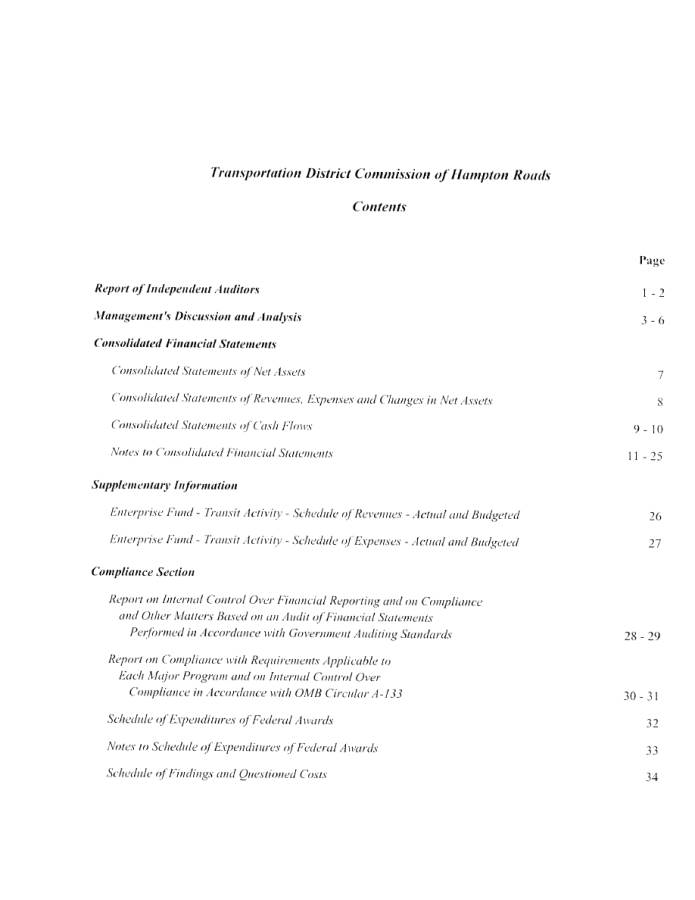 Transportation District Commission of Hampton Roads
Contents
Page
Report of Independent Auditors 1 - 2
Management's Discussion and Analysis 3 - 6
Consolidated Financial Statements
Consolidated Statements of Net Assets 7
Consolidated Statements of Revenues, Expenses and Changes in Net Assets 8
Consolidated Statements of Cash Flows 9 - 10
Notes to Consolidated Financial Statements 11 - 25
Supplementary Information
Enterprise Fund - Transit Activity - Schedule of Revenues - Actual and Budgeted 26
Enterprise Fund - Transit Activity - Schedule of Expenses - Actual and Budgeted 27
Compliance Section
Report on Internal Control Over Financial Reporting and on Compliance
and Other Matters Based on an Audit of Financial Statements
Performed in Accordance with Government Auditing Standards 28 - 29
Report on Compliance with Requirements Applicable to
Each Major Program and on Internal Control Over
Compliance in Accordance with OMB Circular A-133 30 - 31
Schedule of Expenditures of Federal Awards 32
Notes to Schedule of Expenditures of Federal Awards 33
Schedule of Findings and Questioned Costs 34